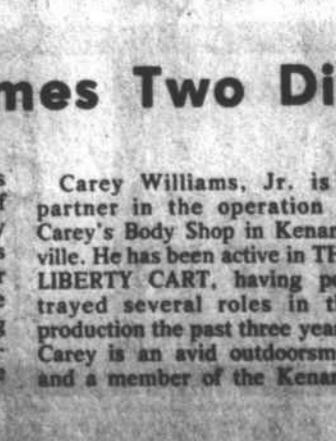 mes Two Di
Carey Williams, Jr. is
partner in the operation
Carey's Body Shop in Kenan
ville. He has been active in TH
LIBERTY CART, having po
trayed several roles in th
production the past three year
Carey is an avid outdoorsm
and a member of the Kenan